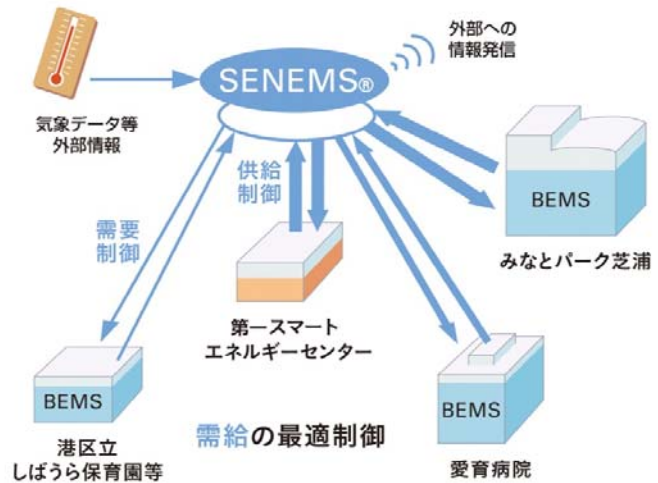 外部への
情報発信
SENEMS®
気象データ等
外部情報
供給
制御
BEMS
みなとパーク芝浦
需要
制御
第一スマート
エネルギーセンター
BEMS
BEMS
港区立
しばうら保育園等
需給の最適制御
愛育病院